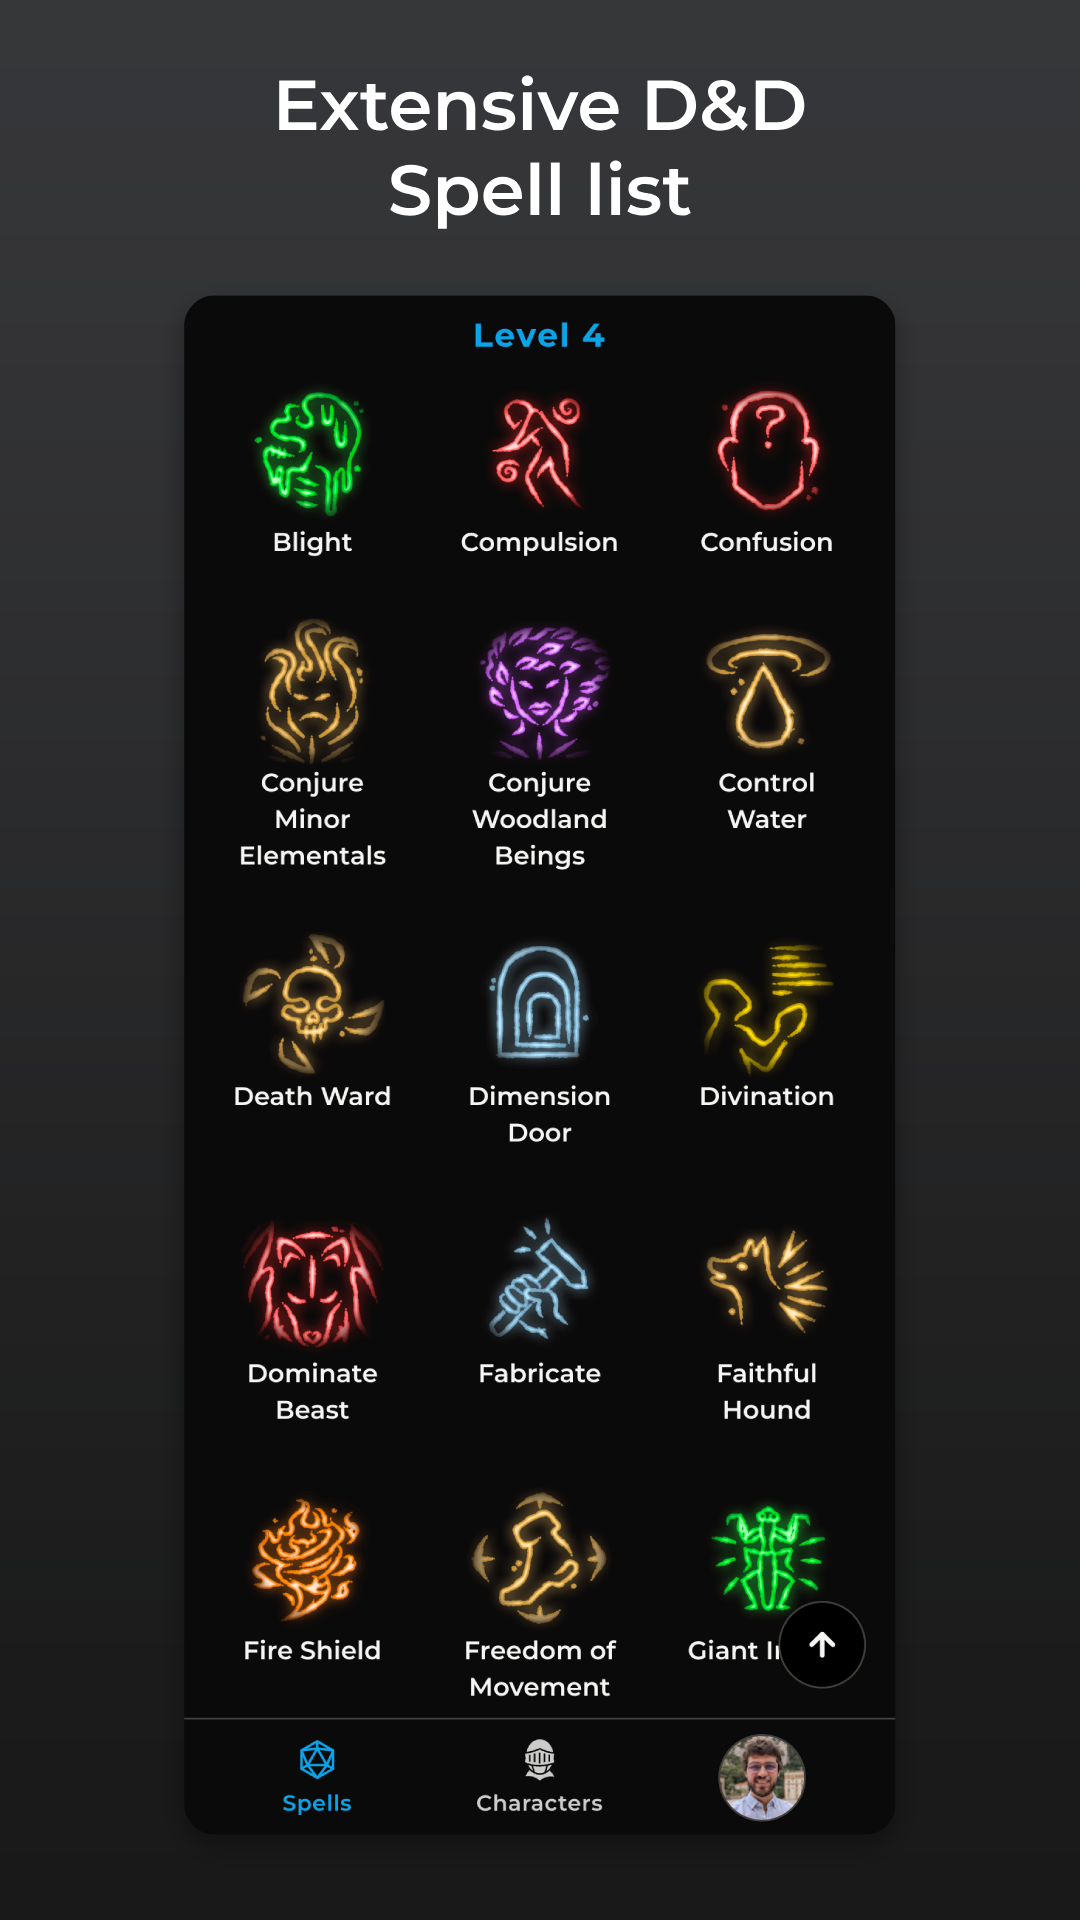 Extensive D&D
Spell list
Level 4
Blight
Compulsion
Confusion
Conjure
Minor
Elementals
Conjure
Woodland
Beings
Control
Water
Death Ward
Dimension
Door
Divination
Dominate
Beast
Fabricate
Faithful
Hound
Fire Shield
Freedom of
Movement
Giant
Spells
Characters